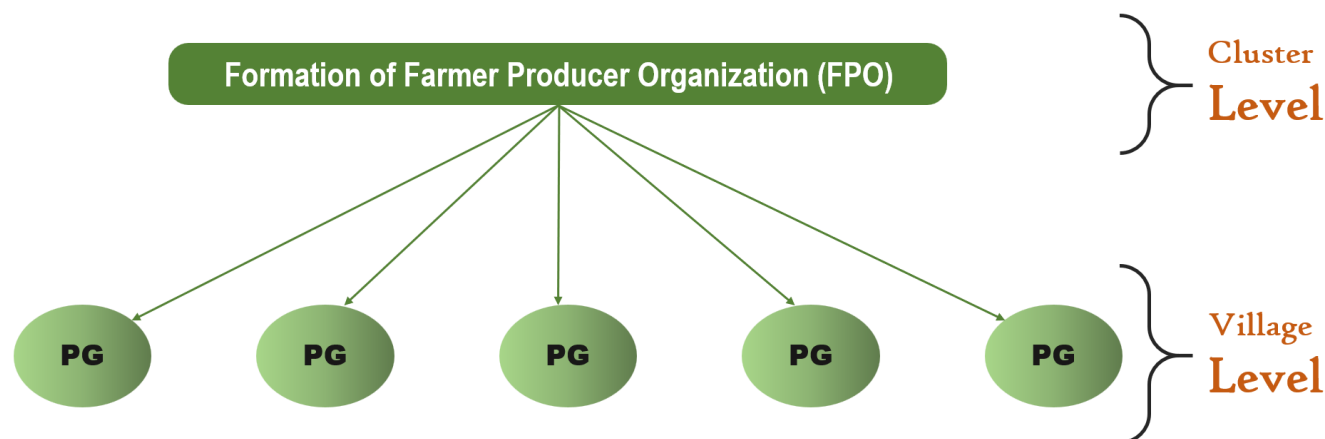 Formation of Farmer Producer Organization (FPO)
Cluster
Level
PG
PG
PG
PG
PG
Village
Level